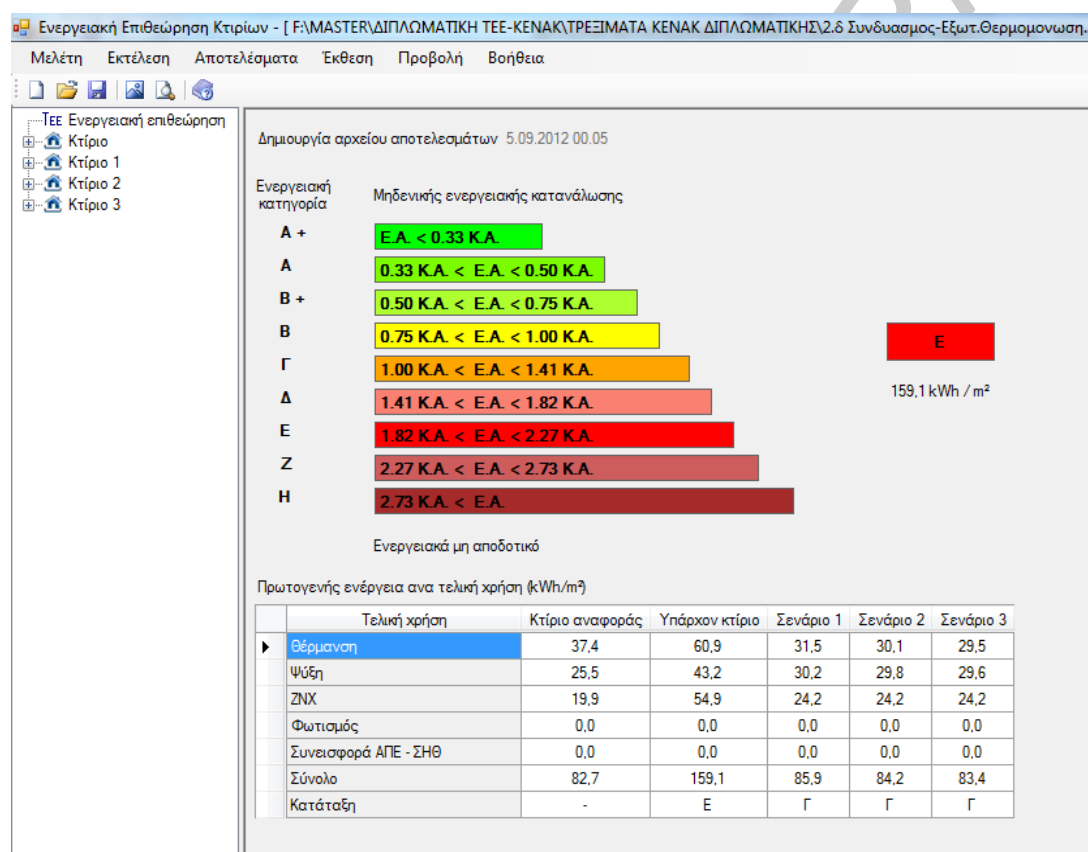 Ενεργειακή Επιθεώρηση Κτιρίων - [ F:\MASTER\ΔΙΠΛΩΜΑΤΙΚΗ ΤΕΕ-ΚΕΝΑΚ\ΤΡΕΞΙΜΑΤΑ ΚΕΝΑΚ ΔΙΠΛΩΜΑΤΙΚΗΣ\2.δ Συνδυασμος-Εξωτ.Θερμομονωση.
Μελέτη Εκτέλεση Αποτελέσματα Έκθεση Προβολή Βοήθεια
ΤΕΕ Ενεργειακή επιθεώρηση
Κτίριο
Κτίριο 1
Κτίριο 2
Κτίριο 3
Δημιουργία αρχείου αποτελεσμάτων 5.09.2012 00.05
Ενεργειακή κατηγορία Μηδενικής ενεργειακής κατανάλωσης
Α + Ε.Α. < 0.33 Κ.Α.
Α 0.33 Κ.Α. < Ε.Α. < 0.50 Κ.Α.
Β + 0.50 Κ.Α. < Ε.Α. < 0.75 Κ.Α.
Β 0.75 Κ.Α. < Ε.Α. < 1.00 Κ.Α.
Γ 1.00 Κ.Α. < Ε.Α. < 1.41 Κ.Α.
Δ 1.41 Κ.Α. < Ε.Α. < 1.82 Κ.Α.
Ε 1.82 Κ.Α. < Ε.Α. < 2.27 Κ.Α.
Ζ 2.27 Κ.Α. < Ε.Α. < 2.73 Κ.Α.
Η 2.73 Κ.Α. < Ε.Α.
Ε
159,1 kWh / m²
Ενεργειακά μη αποδοτικό
Πρωτογενής ενέργεια ανα τελική χρήση (kWh/m²)
Τελική χρήση Κτίριο αναφοράς Υπάρχον κτίριο Σενάριο 1 Σενάριο 2 Σενάριο 3
Θέρμανση 37,4 60,9 31,5 30,1 29,5
Ψύξη 25,5 43,2 30,2 29,8 29,6
ΖΝΧ 19,9 54,9 24,2 24,2 24,2
Φωτισμός 0,0 0,0 0,0 0,0 0,0
Συνεισφορά ΑΠΕ - ΣΗΘ 0,0 0,0 0,0 0,0 0,0
Σύνολο 82,7 159,1 85,9 84,2 83,4
Κατάταξη - Ε Γ Γ Γ